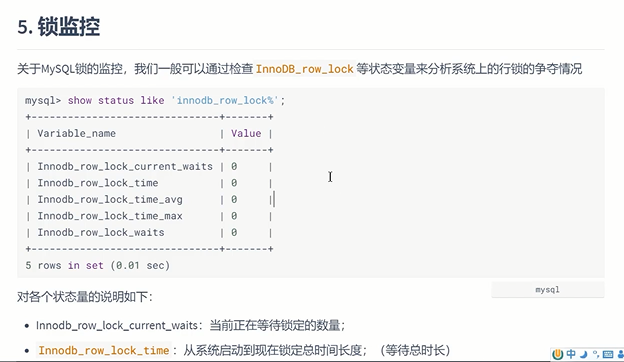 5. 锁监控
关于MySQL锁的监控，我们一般可以通过检查 InnoDB_row_lock 等状态变量来分析系统上的行锁的争夺情况
mysql> show status like 'innodb_row_lock%';
+-------------------------------+-------+
| Variable_name                 | Value |
+-------------------------------+-------+
| Innodb_row_lock_current_waits | 0     |
| Innodb_row_lock_time          | 0     |
| Innodb_row_lock_time_avg      | 0     |
| Innodb_row_lock_time_max      | 0     |
| Innodb_row_lock_waits         | 0     |
+-------------------------------+-------+
5 rows in set (0.01 sec)
mysql
对各个状态量的说明如下：
• Innodb_row_lock_current_waits：当前正在等待锁定的数量；
• Innodb_row_lock_time：从系统启动到现在锁定总时间长度；（等待总时长）
中